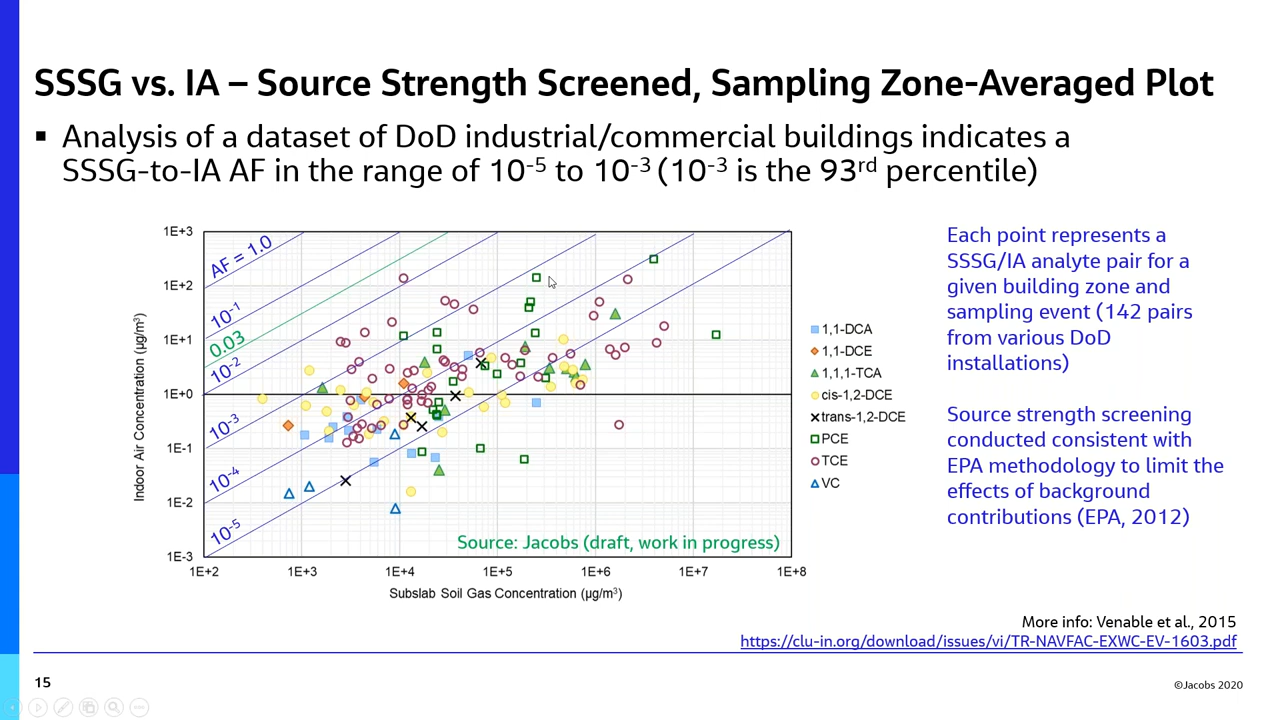 SSSG vs. IA – Source Strength Screened, Sampling Zone-Averaged Plot
▪ Analysis of a dataset of DoD industrial/commercial buildings indicates a
SSSG-to-IA AF in the range of 10⁻⁵ to 10⁻³ (10⁻³ is the 93ʳᵈ percentile)
Indoor Air Concentration (µg/m³)
1E+3
1E+2
1E+1
1E+0
1E-1
1E-2
1E-3
AF = 1.0
10⁻¹
0.03
10⁻²
10⁻³
10⁻⁴
10⁻⁵
Source: Jacobs (draft, work in progress)
1E+2 1E+3 1E+4 1E+5 1E+6 1E+7 1E+8
Subslab Soil Gas Concentration (µg/m³)
1,1-DCA
1,1-DCE
1,1,1-TCA
cis-1,2-DCE
trans-1,2-DCE
PCE
TCE
VC
Each point represents a
SSSG/IA analyte pair for a
given building zone and
sampling event (142 pairs
from various DoD
installations)
Source strength screening
conducted consistent with
EPA methodology to limit the
effects of background
contributions (EPA, 2012)
More info: Venable et al., 2015
https://clu-in.org/download/issues/vi/TR-NAVFAC-EXWC-EV-1603.pdf
15
©Jacobs 2020